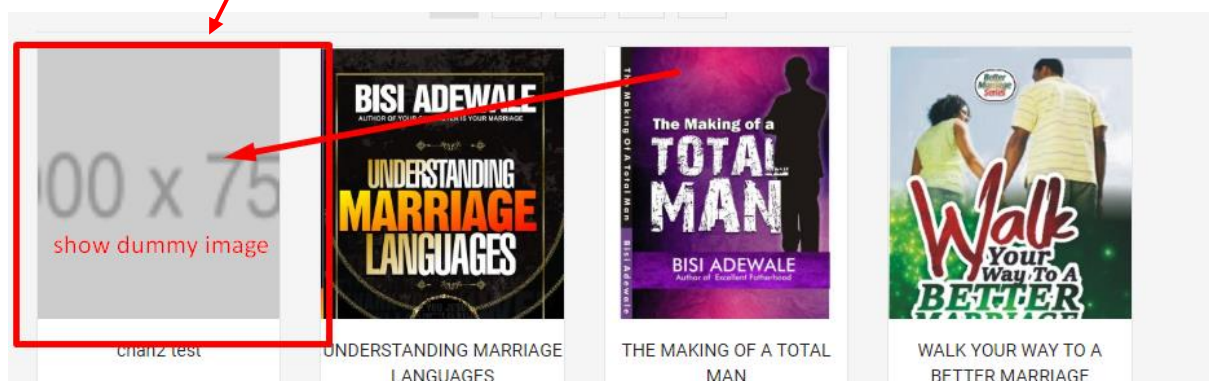 00 x 75
show dummy image
chan2 test
BISI ADEWALE
UNDERSTANDING
MARRIAGE
LANGUAGES
UNDERSTANDING MARRIAGE
LANGUAGES
The Making Of A Total Man Bisi Adewale
The Making of a
TOTAL
MAN
BISI ADEWALE
Author of Excellent Fatherhood
THE MAKING OF A TOTAL
MAN
Better
Marriage
Series
Walk
Your
Way To A
BETTER
MARRIAGE
WALK YOUR WAY TO A
BETTER MARRIAGE